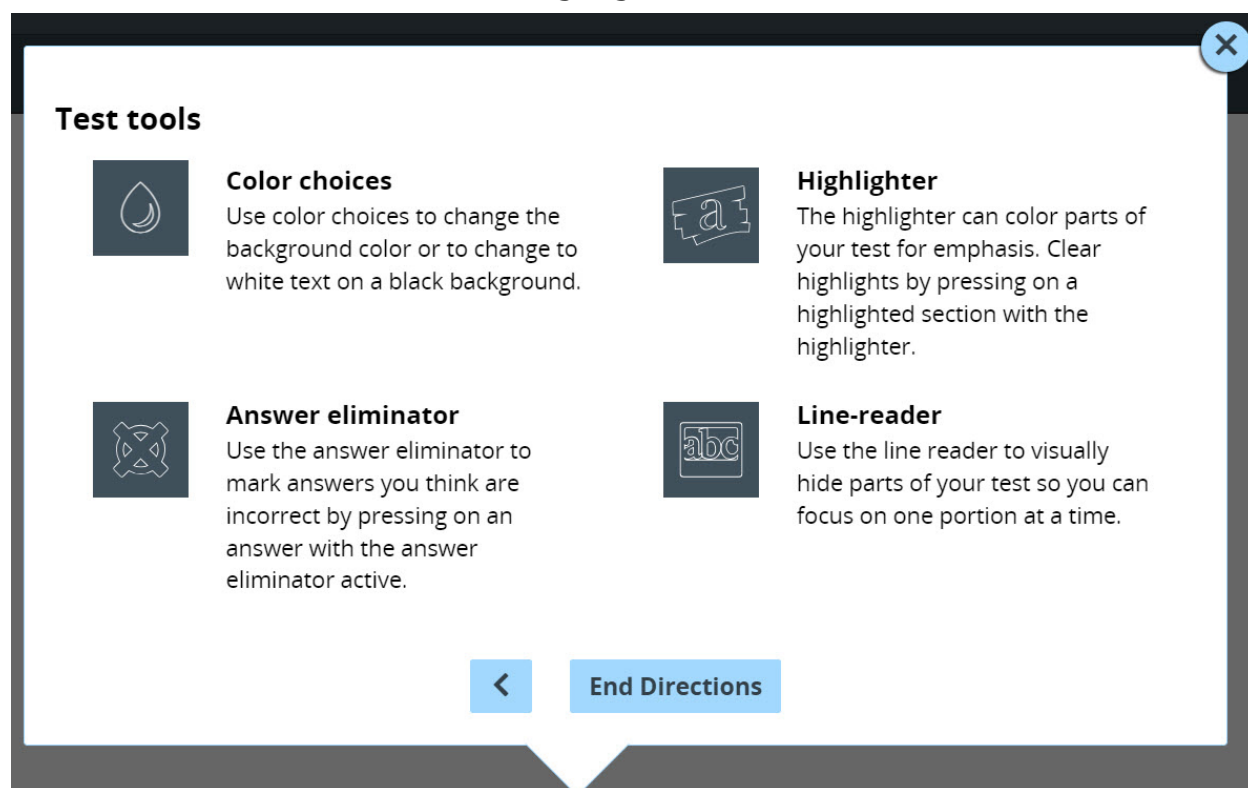 Test tools
Color choices
Use color choices to change the
background color or to change to
white text on a black background.
a
Highlighter
The highlighter can color parts of
your test for emphasis. Clear
highlights by pressing on a
highlighted section with the
highlighter.
Answer eliminator
Use the answer eliminator to
mark answers you think are
incorrect by pressing on an
answer with the answer
eliminator active.
abc
Line-reader
Use the line reader to visually
hide parts of your test so you can
focus on one portion at a time.
End Directions